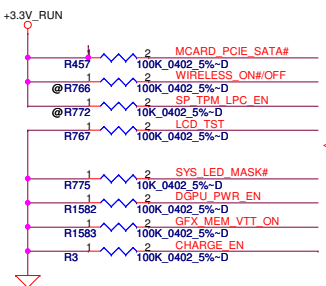 +3.3V_RUN
1 2 MCARD_PCIE_SATA#
R457 100K_0402_5%~D
1 2 WIRELESS_ON#/OFF
@R766 100K_0402_5%~D
1 2 SP_TPM_LPC_EN
@R772 10K_0402_5%~D
1 2 LCD_TST
R767 100K_0402_5%~D
1 2 SYS_LED_MASK#
R775 10K_0402_5%~D
1 2 DGPU_PWR_EN
R1582 100K_0402_5%~D
1 2 GFX_MEM_VTT_ON
R1583 100K_0402_5%~D
1 2 CHARGE_EN
R3 100K_0402_5%~D